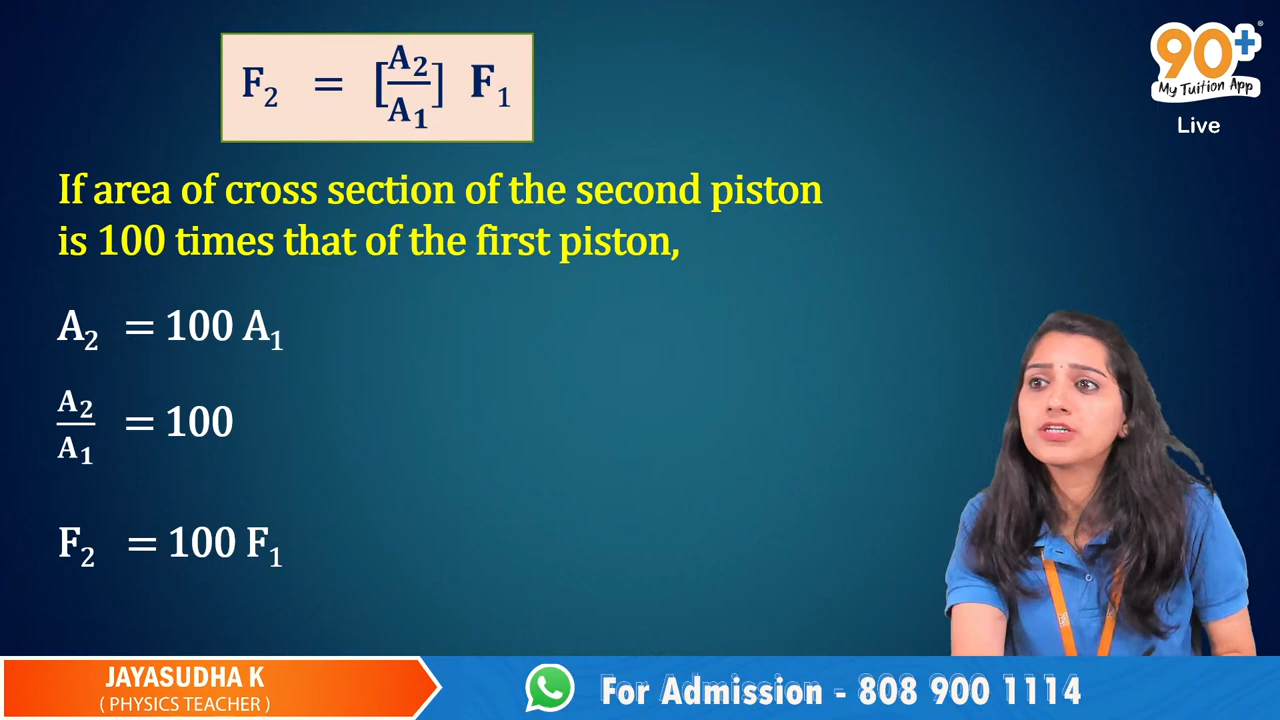 F₂ = [A₂/A₁] F₁
90+
My Tuition App
Live
If area of cross section of the second piston
is 100 times that of the first piston,
A₂ = 100 A₁
A₂/A₁ = 100
F₂ = 100 F₁
JAYASUDHA K
( PHYSICS TEACHER )
For Admission - 808 900 1114